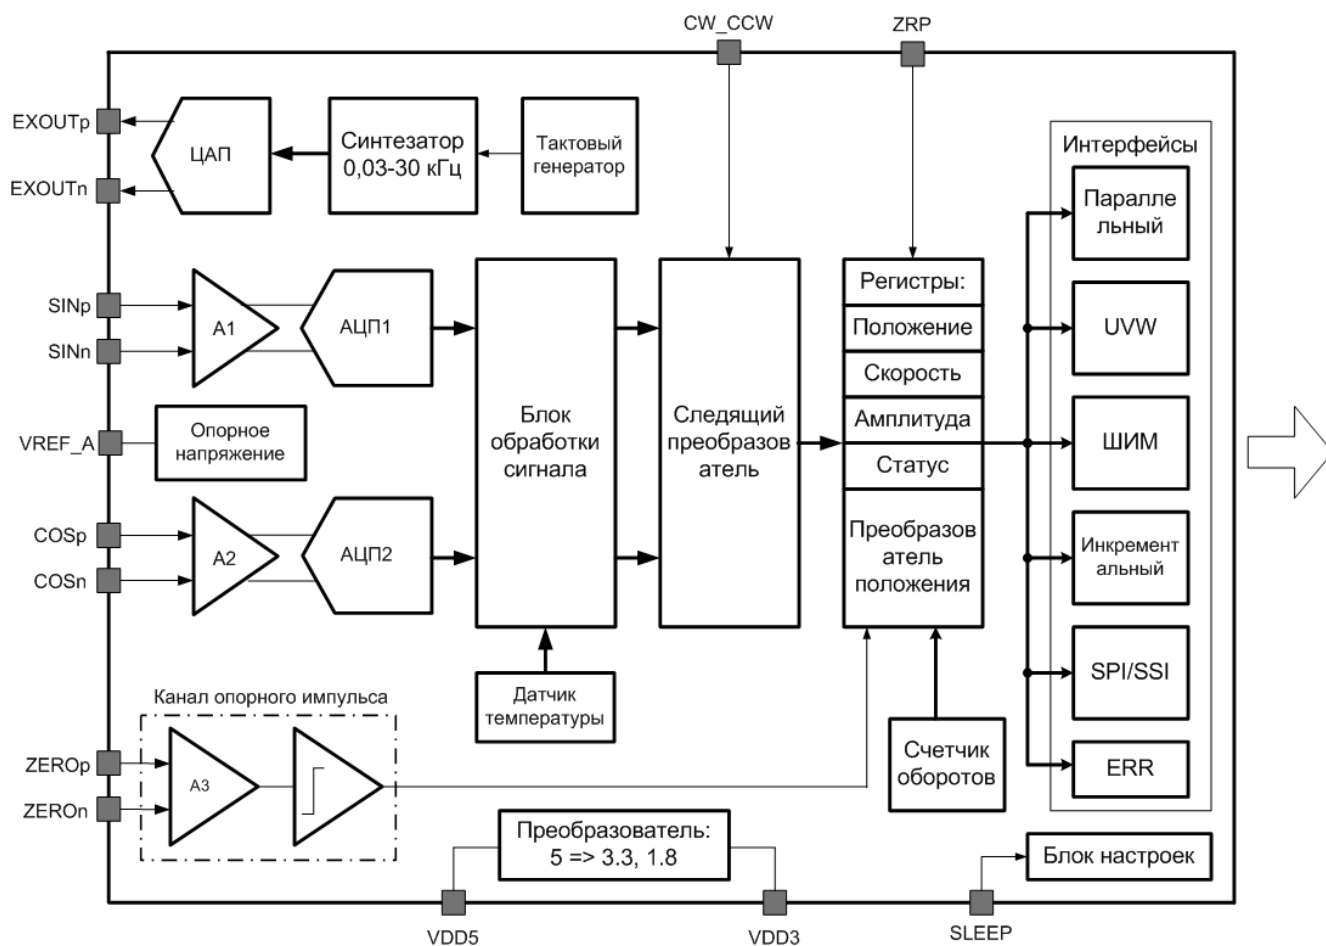 CW_CCW
ZRP
EXOUTp
EXOUTn
ЦАП
Синтезатор
0,03-30 кГц
Тактовый
генератор
Интерфейсы
Паралле
льный
UVW
ШИМ
Инкремент
альный
SPI/SSI
ERR
SINp
SINn
A1
АЦП1
VREF_A
Опорное
напряжение
COSp
COSn
A2
АЦП2
Блок
обработки
сигнала
Следящий
преобразов
атель
Регистры:
Положение
Скорость
Амплитуда
Статус
Преобразов
атель
положения
Датчик
температуры
Счетчик
оборотов
Канал опорного импульса
ZEROp
ZEROn
A3
Преобразователь:
5 => 3.3, 1.8
Блок настроек
VDD5
VDD3
SLEEP